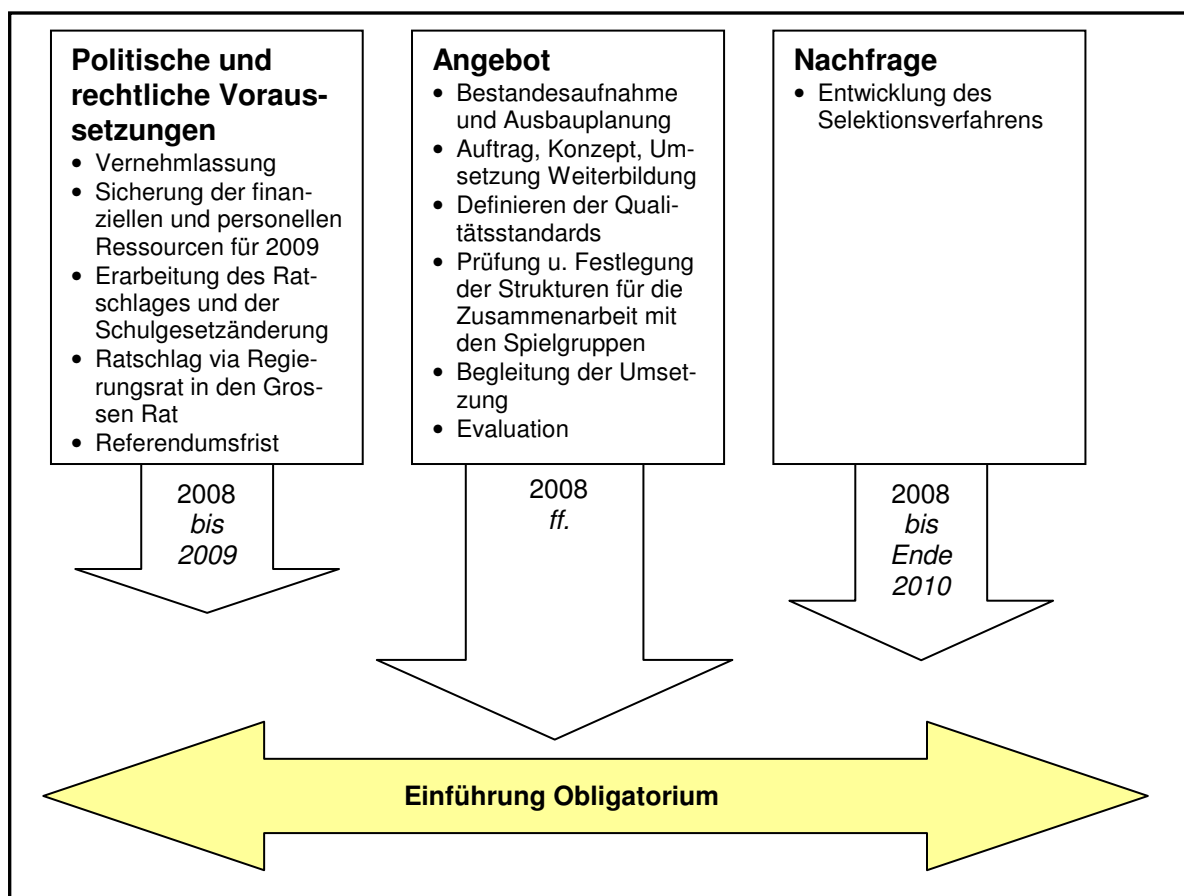 Politische und
rechtliche Voraus-
setzungen
• Vernehmlassung
• Sicherung der finan-
ziellen und personellen
Ressourcen für 2009
• Erarbeitung des Rat-
schlages und der
Schulgesetzänderung
• Ratschlag via Regie-
rungsrat in den Gros-
sen Rat
• Referendumsfrist
2008
bis
2009
Angebot
• Bestandesaufnahme
und Ausbauplanung
• Auftrag, Konzept, Um-
setzung Weiterbildung
• Definieren der Quali-
tätsstandards
• Prüfung u. Festlegung
der Strukturen für die
Zusammenarbeit mit
den Spielgruppen
• Begleitung der Umset-
zung
• Evaluation
2008
ff.
Nachfrage
• Entwicklung des
Selektionsverfahrens
2008
bis
Ende
2010
Einführung Obligatorium